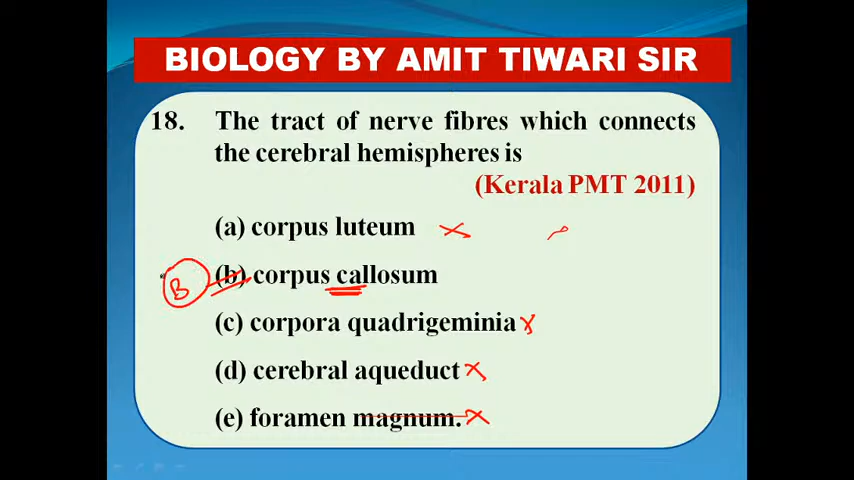 BIOLOGY BY AMIT TIWARI SIR
18. The tract of nerve fibres which connects
the cerebral hemispheres is
(Kerala PMT 2011)
(a) corpus luteum
B (b) corpus callosum
(c) corpora quadrigeminia
(d) cerebral aqueduct
(e) foramen magnum.